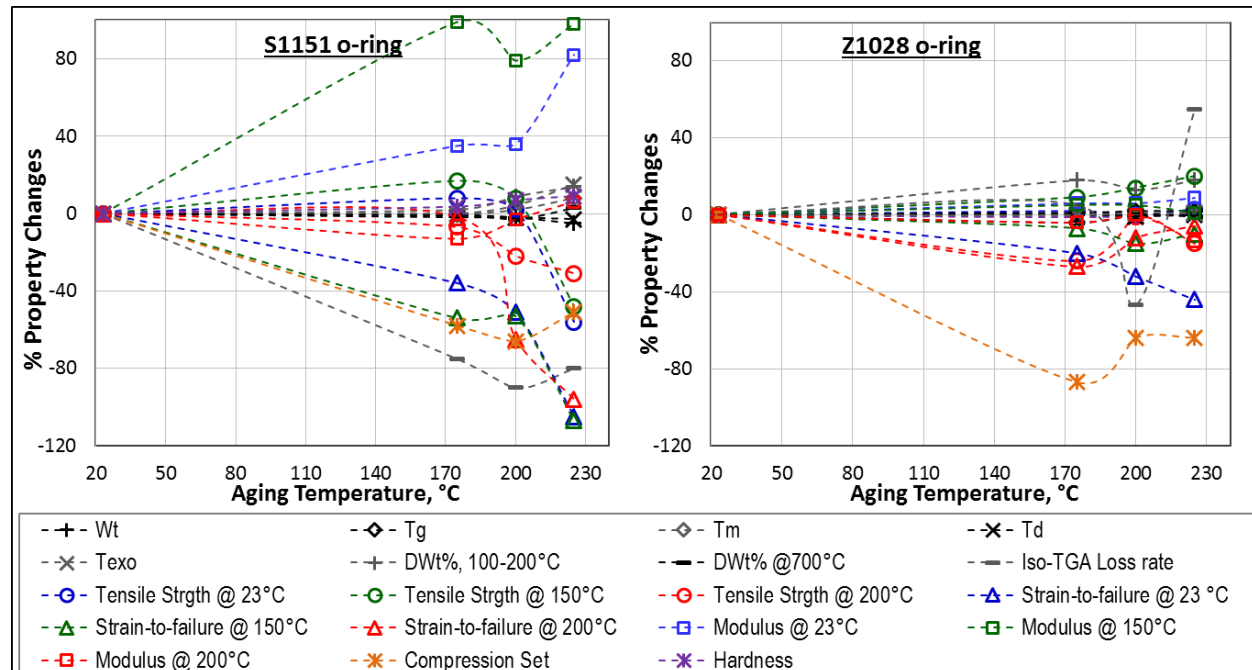 S1151 o-ring
Z1028 o-ring
% Property Changes
80
40
0
-40
-80
-120
20 50 80 110 140 170 200 230
Aging Temperature, °C
% Property Changes
80
40
0
-40
-80
-120
20 50 80 110 140 170 200 230
Aging Temperature, °C
Wt Tg Tm Td
Texo DWt%, 100-200°C DWt% @700°C Iso-TGA Loss rate
Tensile Strgth @ 23°C Tensile Strgth @ 150°C Tensile Strgth @ 200°C Strain-to-failure @ 23 °C
Strain-to-failure @ 150°C Strain-to-failure @ 200°C Modulus @ 23°C Modulus @ 150°C
Modulus @ 200°C Compression Set Hardness